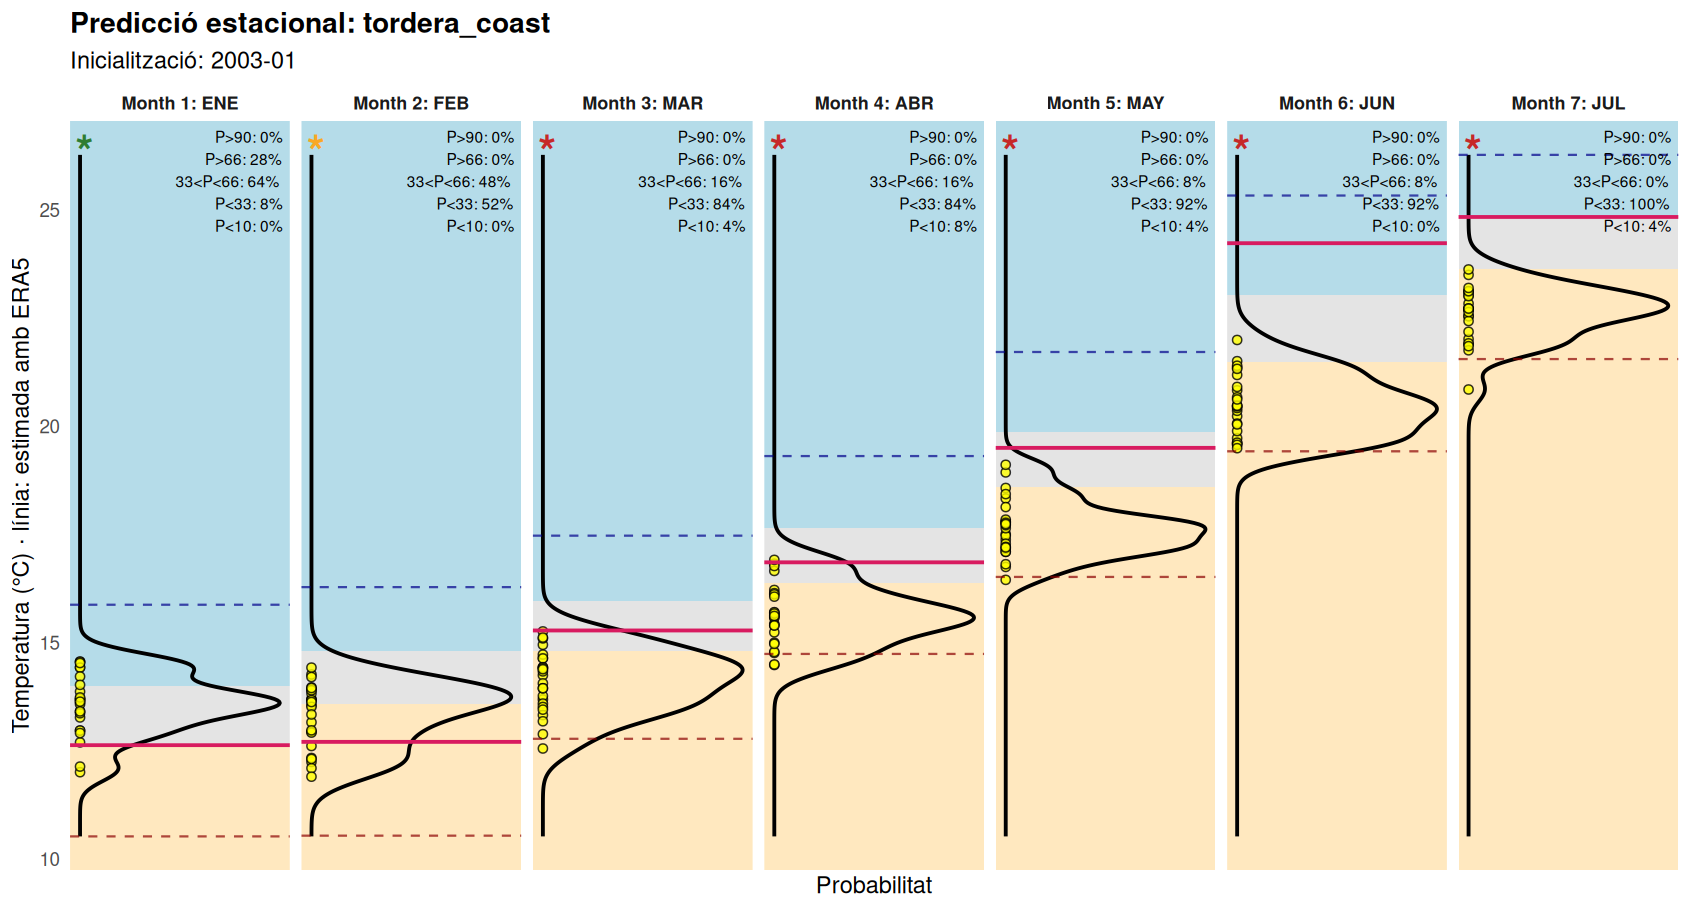 Predicció estacional: tordera_coast
Inicialització: 2003-01
Month 1: ENE
Month 2: FEB
Month 3: MAR
Month 4: ABR
Month 5: MAY
Month 6: JUN
Month 7: JUL
*
P>90: 0%
P>66: 28%
33<P<66: 64%
P<33: 8%
P<10: 0%
*
P>90: 0%
P>66: 0%
33<P<66: 48%
P<33: 52%
P<10: 0%
*
P>90: 0%
P>66: 0%
33<P<66: 16%
P<33: 84%
P<10: 4%
*
P>90: 0%
P>66: 0%
33<P<66: 16%
P<33: 84%
P<10: 8%
*
P>90: 0%
P>66: 0%
33<P<66: 8%
P<33: 92%
P<10: 4%
*
P>90: 0%
P>66: 0%
33<P<66: 8%
P<33: 92%
P<10: 0%
*
P>90: 0%
P>66: 0%
33<P<66: 0%
P<33: 100%
P<10: 4%
25
20
15
10
Temperatura (°C) · línia: estimada amb ERA5
Probabilitat